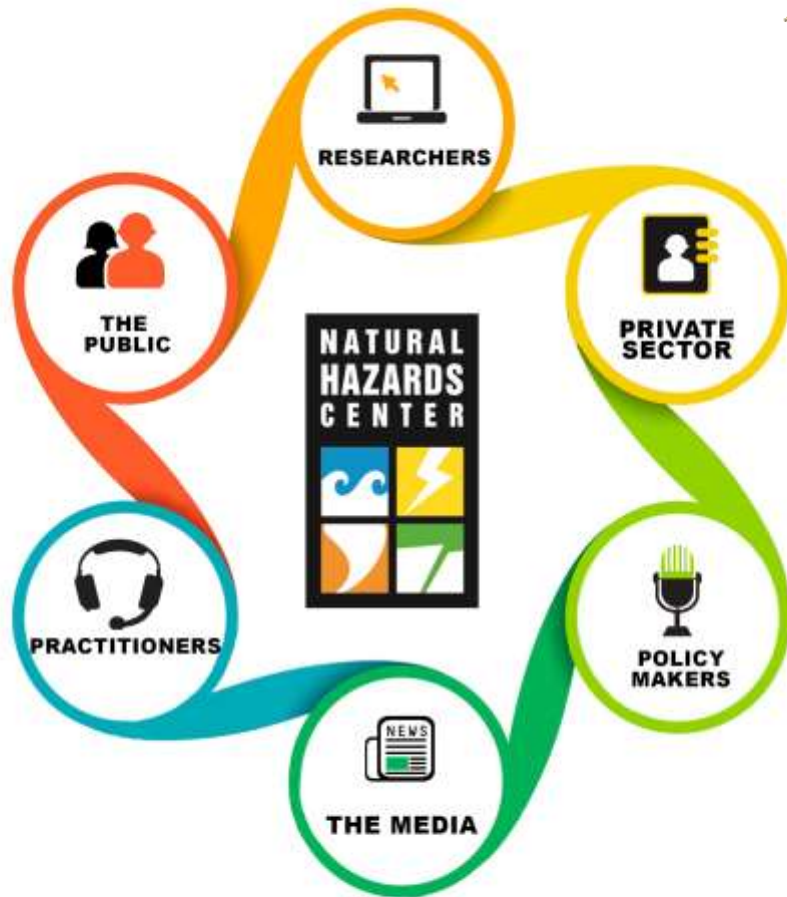 RESEARCHERS
THE
PUBLIC
PRIVATE
SECTOR
NATURAL
HAZARDS
CENTER
PRACTITIONERS
POLICY
MAKERS
NEWS
THE MEDIA